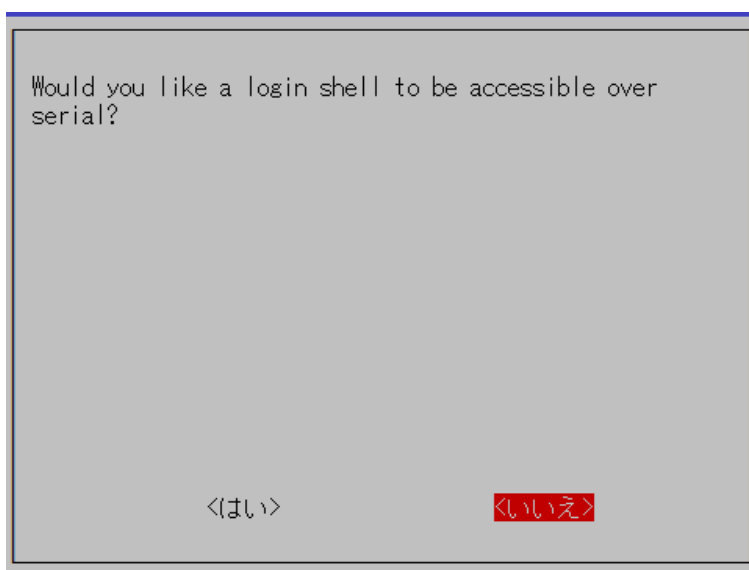 Would you like a login shell to be accessible over
serial?
<はい> <いいえ>